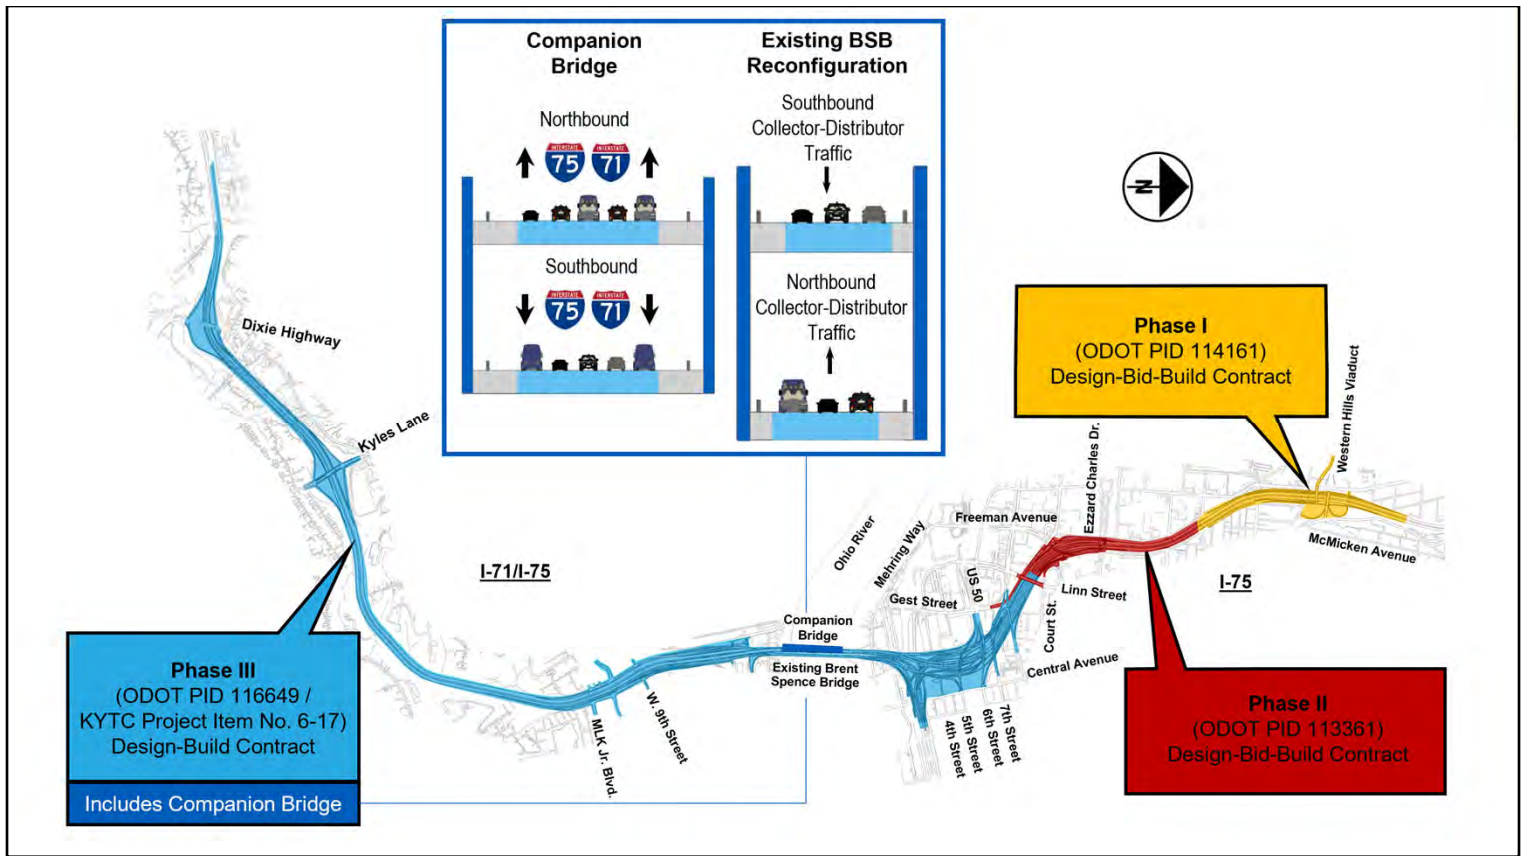 Companion
Bridge
Northbound
INTERSTATE
75
INTERSTATE
71
Southbound
INTERSTATE
75
INTERSTATE
71
Existing BSB
Reconfiguration
Southbound
Collector-Distributor
Traffic
Northbound
Collector-Distributor
Traffic
N
Phase I
(ODOT PID 114161)
Design-Bid-Build Contract
Dixie Highway
Kyles Lane
I-71/I-75
Ohio River
Mehring Way
Freeman Avenue
Ezzard Charles Dr.
Western Hills Viaduct
McMicken Avenue
I-75
Gest Street
US 50
Linn Street
Court St.
Central Avenue
Companion
Bridge
Existing Brent
Spence Bridge
MLK Jr. Blvd.
W. 9th Street
4th Street
5th Street
6th Street
7th Street
Phase III
(ODOT PID 116649 /
KYTC Project Item No. 6-17)
Design-Build Contract
Includes Companion Bridge
Phase II
(ODOT PID 113361)
Design-Bid-Build Contract